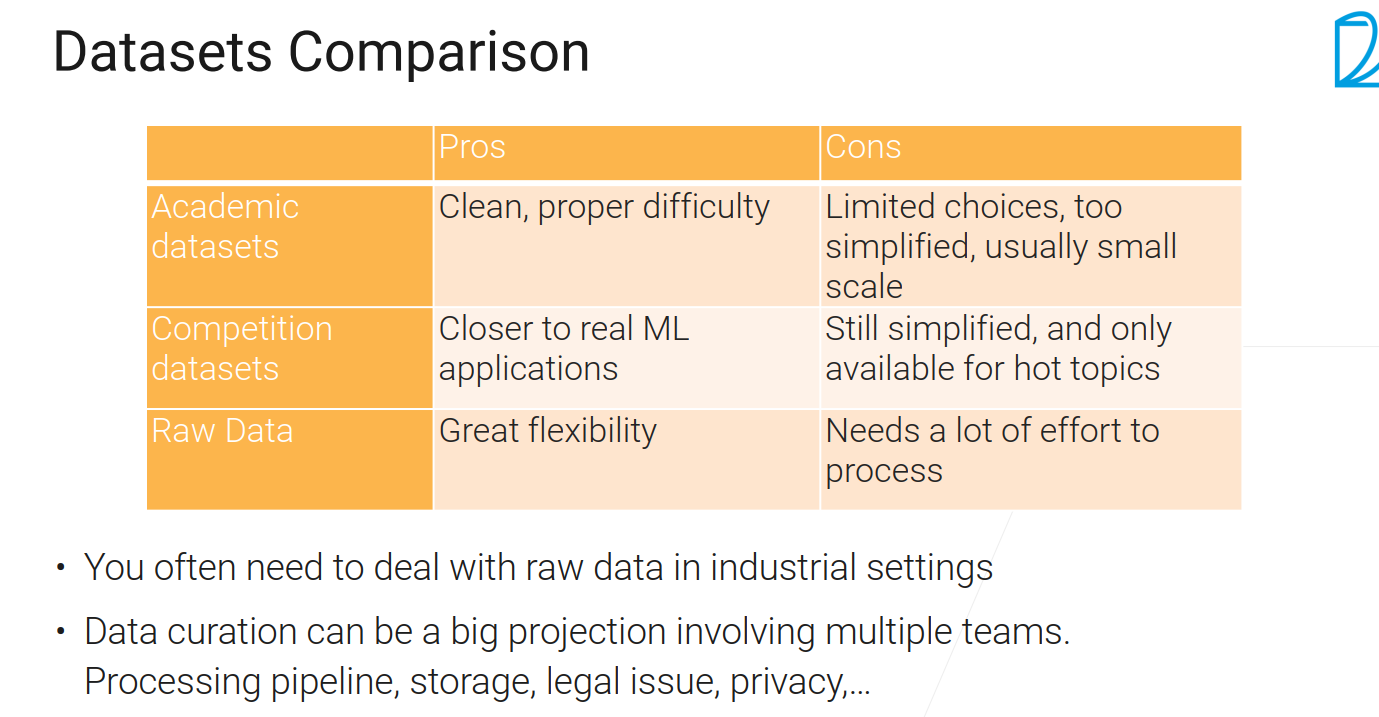 Datasets Comparison
Pros
Cons
Academic
datasets
Clean, proper difficulty
Limited choices, too
simplified, usually small
scale
Competition
datasets
Closer to real ML
applications
Still simplified, and only
available for hot topics
Raw Data
Great flexibility
Needs a lot of effort to
process
• You often need to deal with raw data in industrial settings
• Data curation can be a big projection involving multiple teams.
Processing pipeline, storage, legal issue, privacy,...